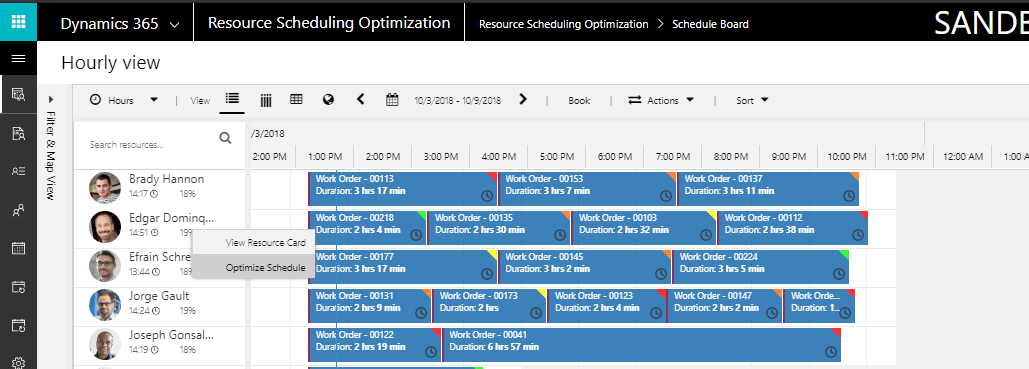 Dynamics 365
Resource Scheduling Optimization
Resource Scheduling Optimization > Schedule Board
SANDB
Hourly view
Filter & Map View
Hours
View
10/3/2018 - 10/9/2018
Book
Actions
Sort
Search resources...
/3/2018
2:00 PM 1:00 PM 2:00 PM 3:00 PM 4:00 PM 5:00 PM 6:00 PM 7:00 PM 8:00 PM 9:00 PM 10:00 PM 11:00 PM 12:00 AM 1:00 A
Brady Hannon
14:17 18%
Work Order - 00113
Duration: 3 hrs 17 min
Work Order - 00153
Duration: 3 hrs 7 min
Work Order - 00137
Duration: 3 hrs 11 min
Edgar Doming...
14:51 19%
Work Order - 00218
Duration: 2 hrs 4 min
Work Order - 00135
Duration: 2 hrs 30 min
Work Order - 00103
Duration: 2 hrs 32 min
Work Order - 00112
Duration: 2 hrs 38 min
View Resource Card
Optimize Schedule
Efrain Schre
13:44 18%
Work Order - 00177
Duration: 3 hrs 17 min
Work Order - 00145
Duration: 3 hrs 2 min
Work Order - 00224
Duration: 3 hrs 5 min
Jorge Gault
14:24 19%
Work Order - 00131
Duration: 2 hrs 9 min
Work Order - 00173
Duration: 2 hrs
Work Order - 00123
Duration: 2 hrs 4 min
Work Order - 00147
Duration: 2 hrs 2 min
Work Orde...
Duration: 1...
Joseph Gonsal...
14:19 19%
Work Order - 00122
Duration: 2 hrs 19 min
Work Order - 00041
Duration: 6 hrs 57 min